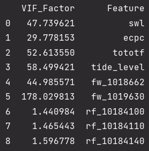 VIF_Factor Feature
0 47.739621 swl
1 29.778153 ecpc
2 52.613550 tototf
3 58.499421 tide_level
4 44.985571 fw_1018662
5 178.029813 fw_1019630
6 1.440984 rf_10184100
7 1.465443 rf_10184110
8 1.596778 rf_10184140